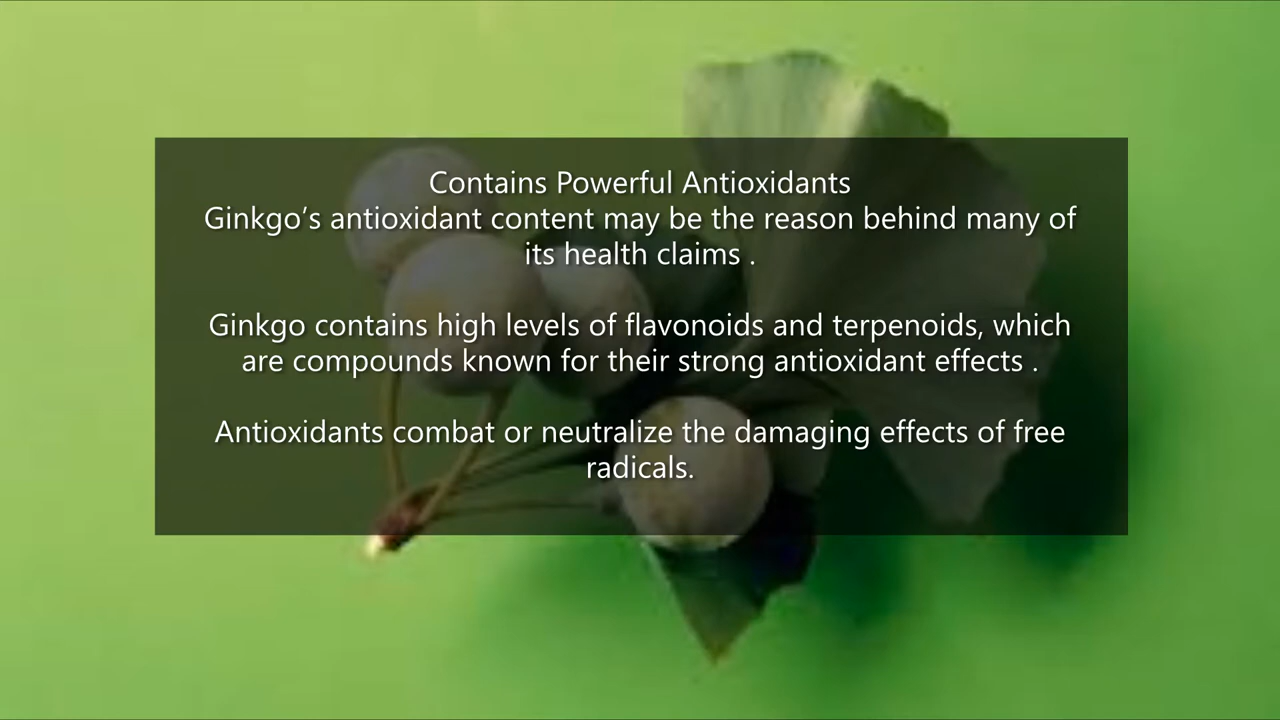 Contains Powerful Antioxidants
Ginkgo’s antioxidant content may be the reason behind many of
its health claims .
Ginkgo contains high levels of flavonoids and terpenoids, which
are compounds known for their strong antioxidant effects .
Antioxidants combat or neutralize the damaging effects of free
radicals.